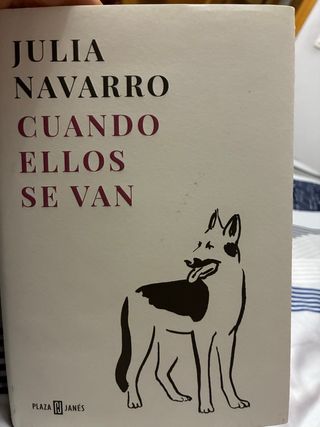 JULIA
NAVARRO
CUANDO
ELLOS
SE VAN
PLAZA JANÉS